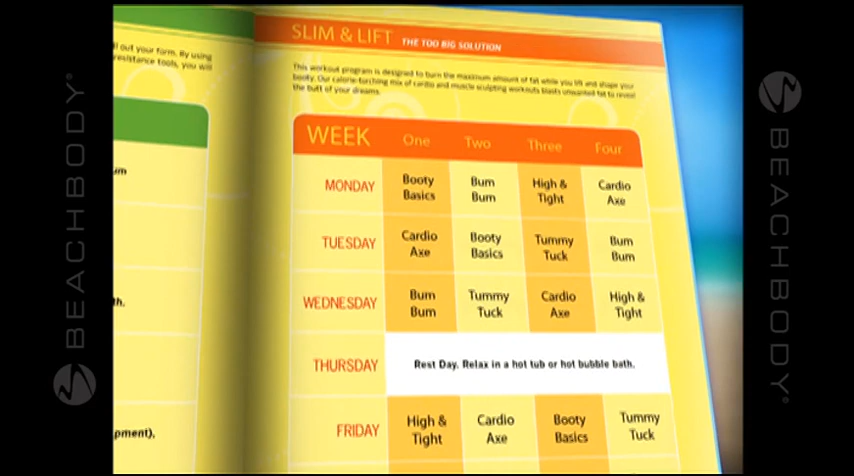 BEACHBODY®
ll out your form. By using
resistance tools, you will
um
th.
pment).
SLIM & LIFT THE TOO BIG SOLUTION
This workout program is designed to burn the maximum amount of fat while you lift and shape your
booty. Our calorie-torching mix of cardio and muscle sculpting workouts blasts unwanted fat to reveal
the butt of your dreams.
WEEK One Two Three Four
MONDAY Booty Basics Bum Bum High & Tight Cardio Axe
TUESDAY Cardio Axe Booty Basics Tummy Tuck Bum Bum
WEDNESDAY Bum Bum Tummy Tuck Cardio Axe High & Tight
THURSDAY Rest Day. Relax in a hot tub or hot bubble bath.
FRIDAY High & Tight Cardio Axe Booty Basics Tummy Tuck
BEACHBODY®